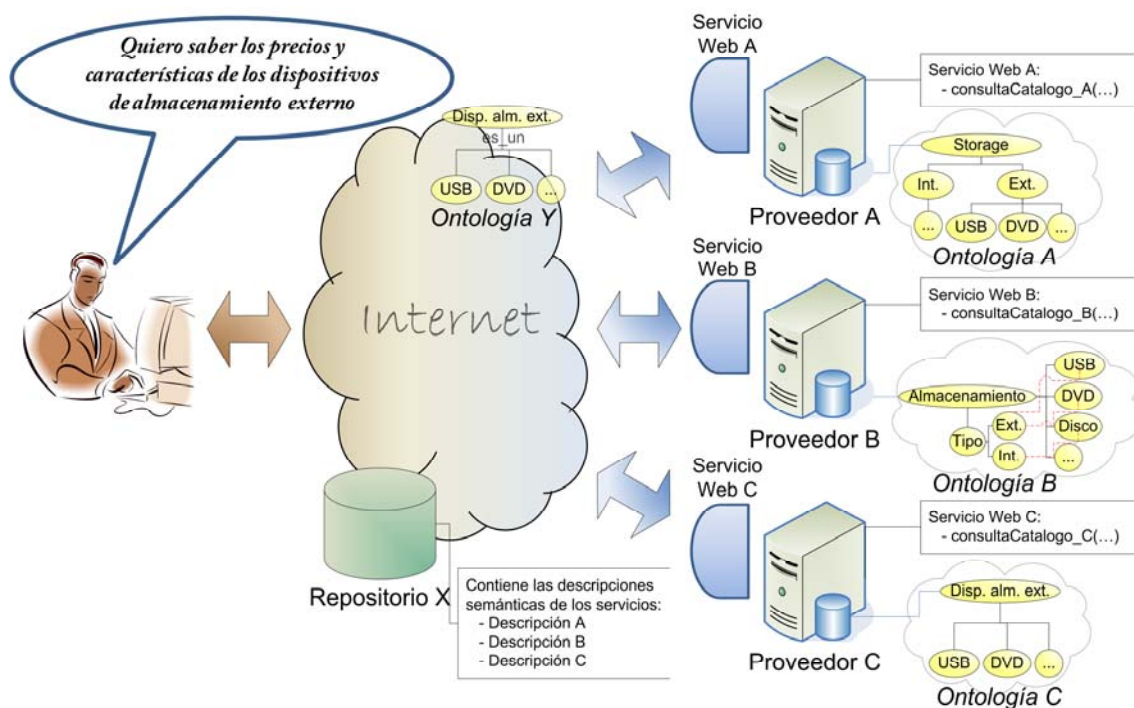 Quiero saber los precios y
características de los dispositivos
de almacenamiento externo
Disp. alm. ext.
es_un
USB
DVD
...
Ontología Y
Internet
Repositorio X
Contiene las descripciones
semánticas de los servicios:
- Descripción A
- Descripción B
- Descripción C
Servicio
Web A
Proveedor A
Servicio Web A:
- consultaCatalogo_A(...)
Storage
Int.
Ext.
...
USB
DVD
...
Ontología A
Servicio
Web B
Proveedor B
Servicio Web B:
- consultaCatalogo_B(...)
Almacenamiento
Tipo
Ext.
Int.
USB
DVD
Disco
...
Ontología B
Servicio
Web C
Proveedor C
Servicio Web C:
- consultaCatalogo_C(...)
Disp. alm. ext.
USB
DVD
...
Ontología C